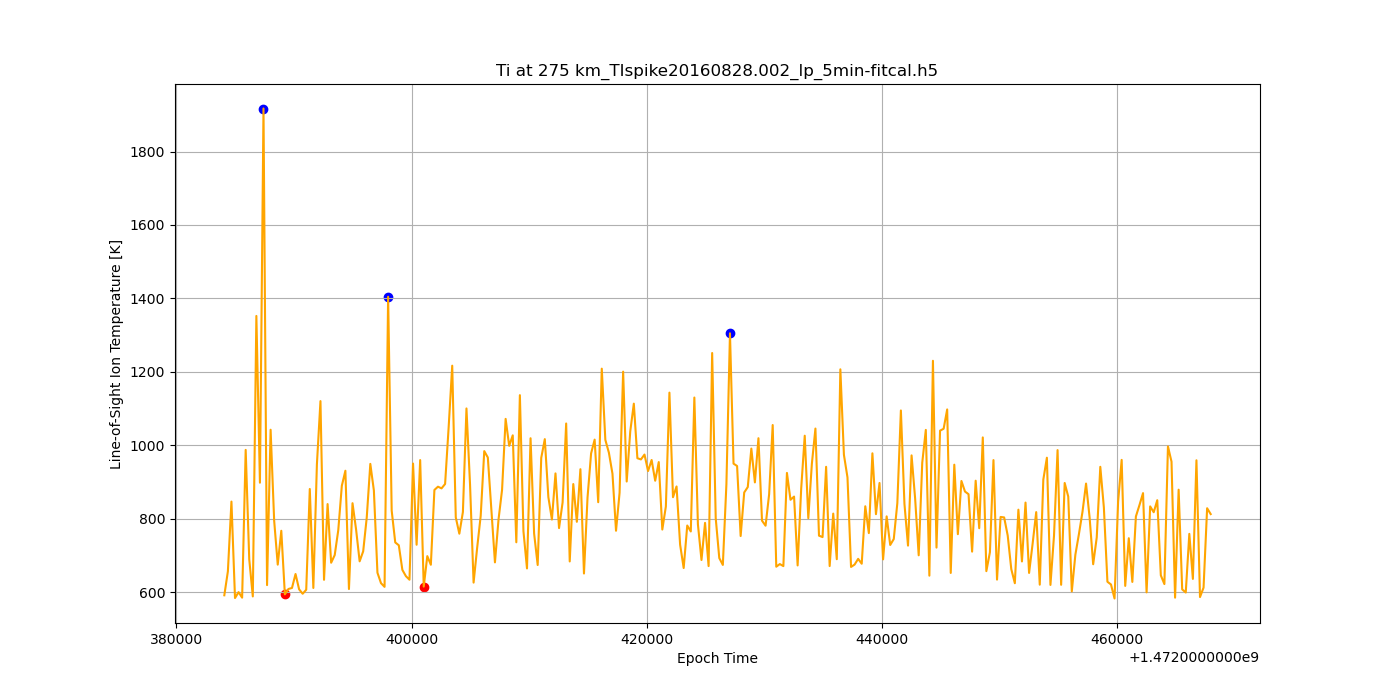 Ti at 275 km_TIspike20160828.002_lp_5min-fitcal.h5
Line-of-Sight Ion Temperature [K]
1800
1600
1400
1200
1000
800
600
380000 400000 420000 440000 460000
Epoch Time
+1.4720000000e9